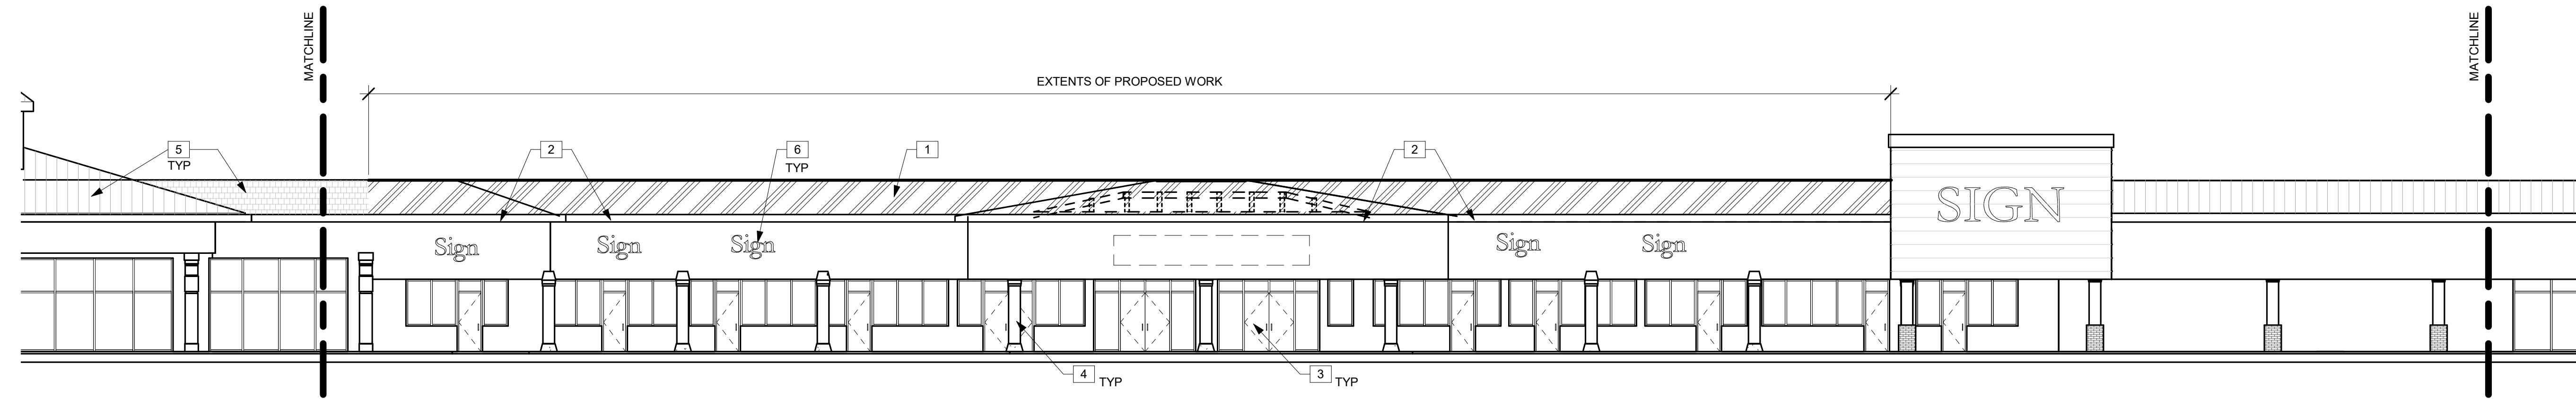 MATCHLINE
MATCHLINE
EXTENTS OF PROPOSED WORK
5
TYP
2
6
TYP
1
2
SIGN
Sign
Sign
Sign
Sign
Sign
4
TYP
3
TYP